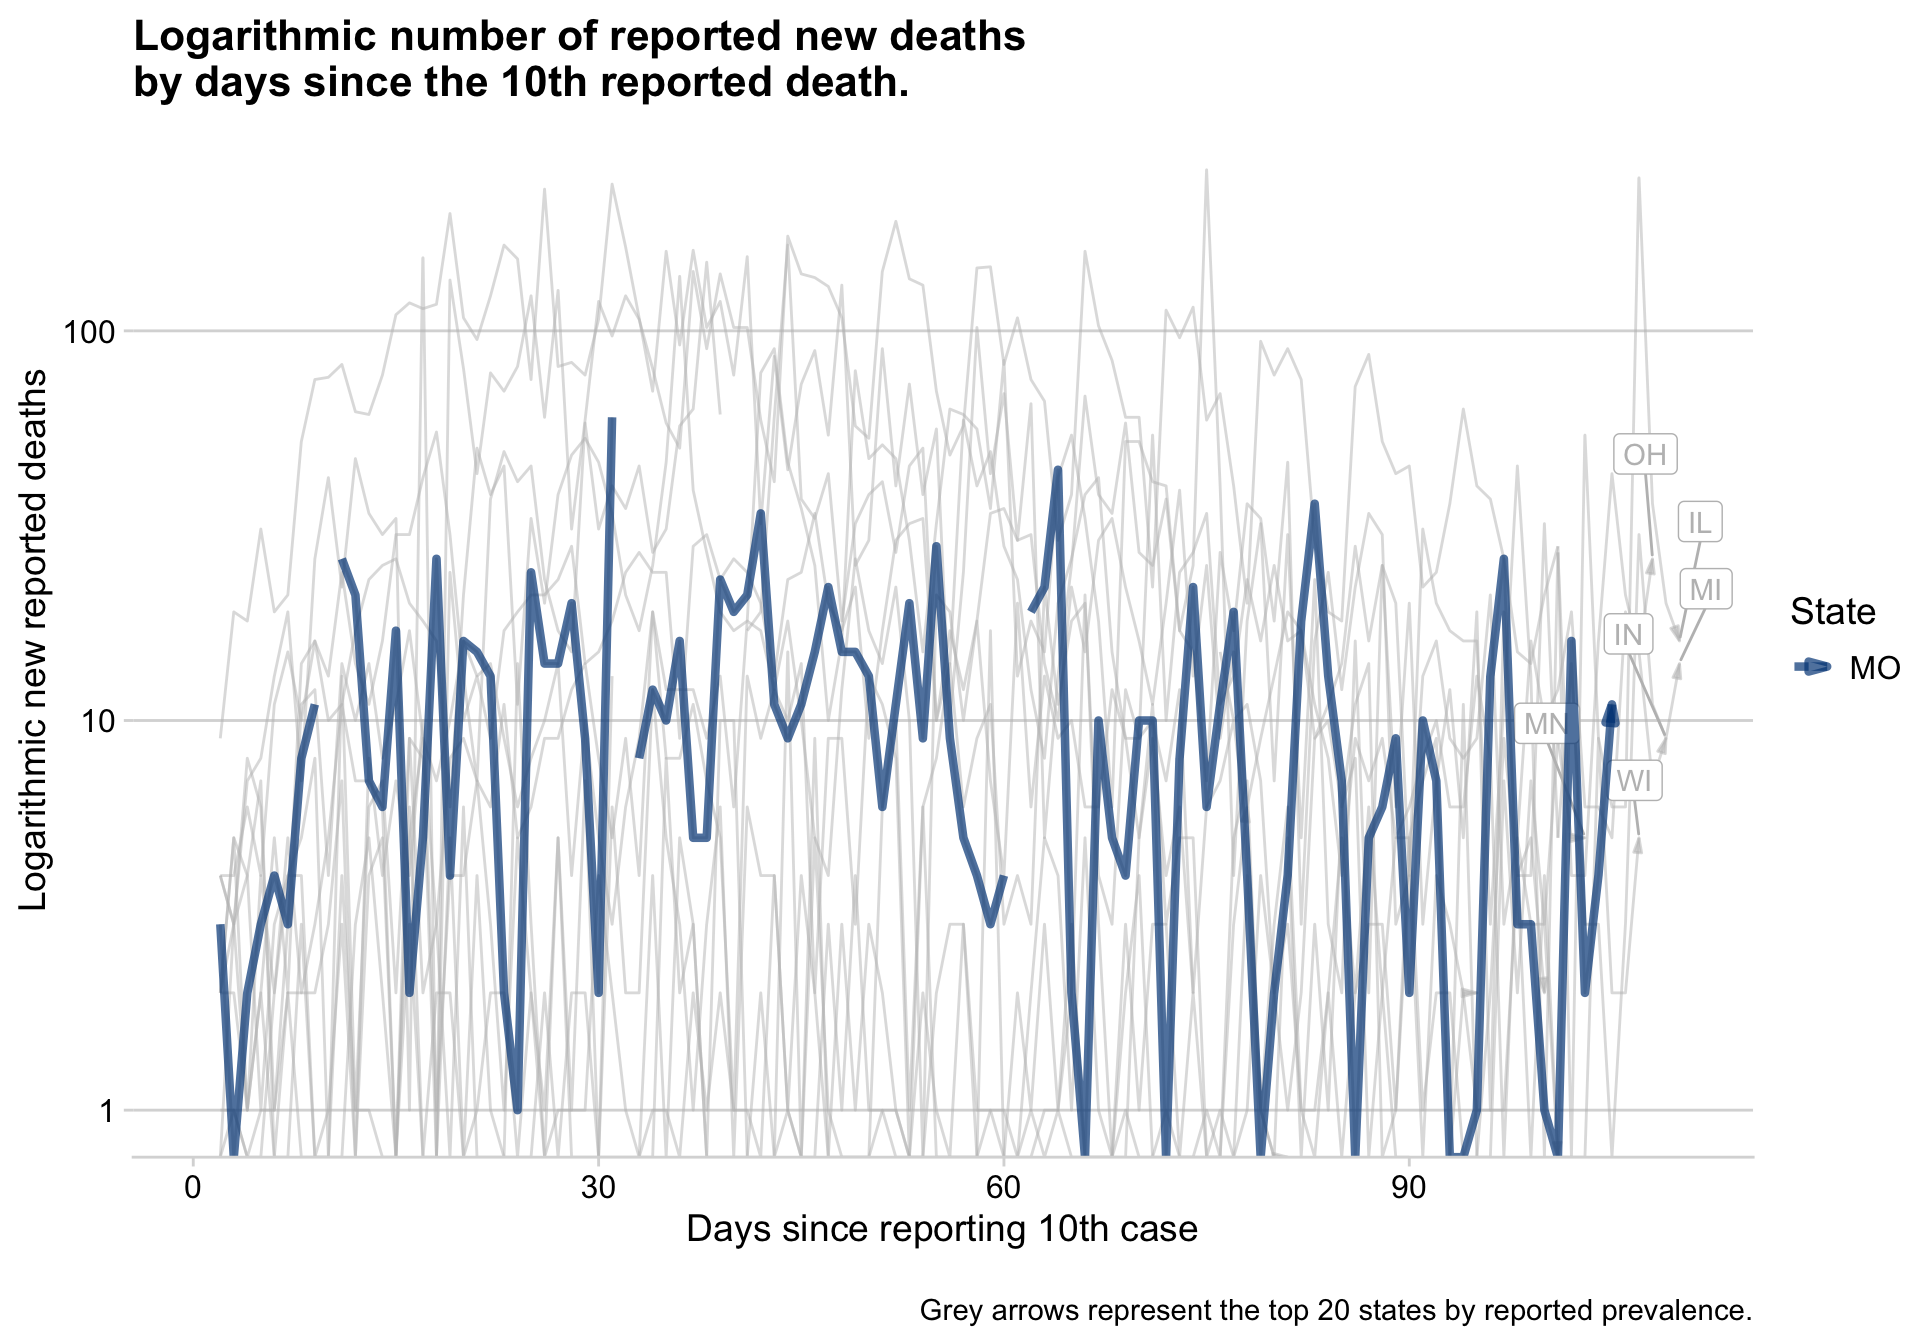 Logarithmic number of reported new deaths
by days since the 10th reported death.
Logarithmic new reported deaths
100
10
1
OH
IL
MI
IN
MN
WI
State
MO
0
30
60
90
Days since reporting 10th case
Grey arrows represent the top 20 states by reported prevalence.